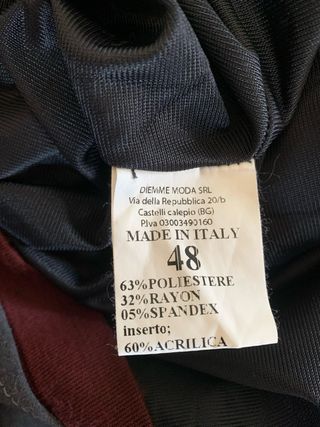 DIEMME MODA SRL
Via della Repubblica 20/b
Castelli calepio (BG)
P.Iva 03003490160
MADE IN ITALY
48
63%POLIESTERE
32%RAYON
05%SPANDEX
inserto;
60%ACRILICA